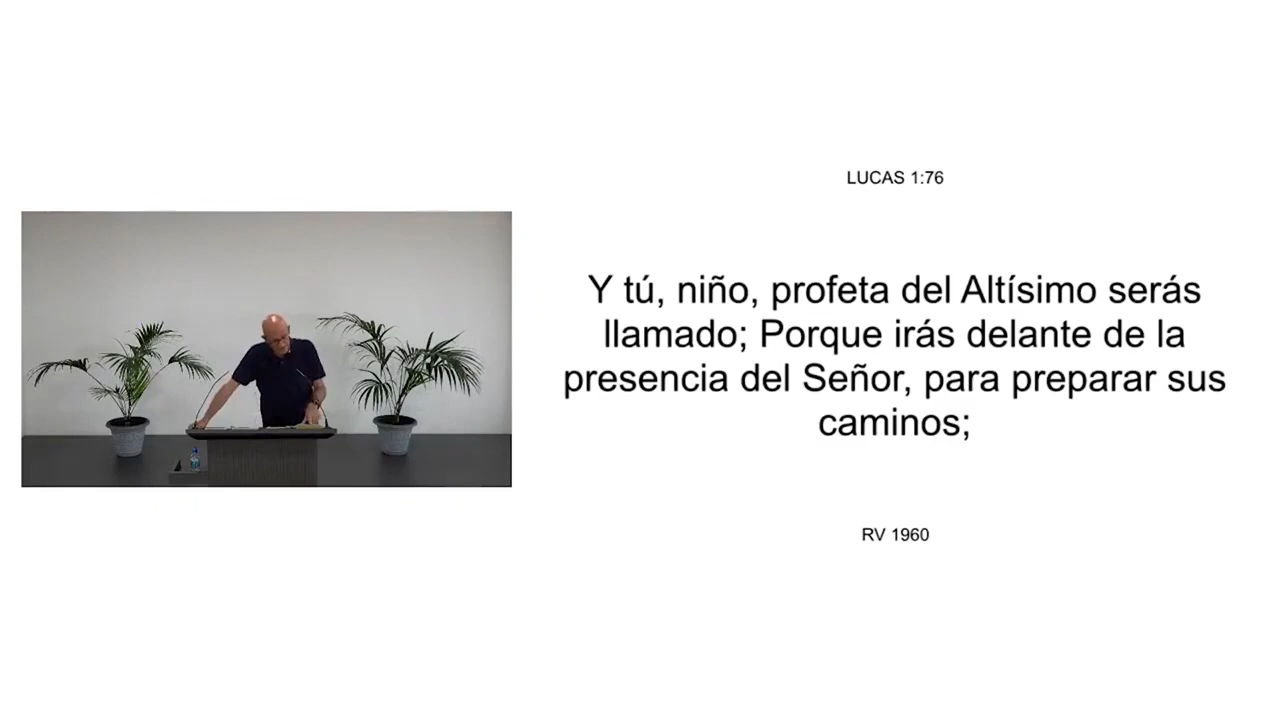 LUCAS 1:76
Y tú, niño, profeta del Altísimo serás
llamado; Porque irás delante de la
presencia del Señor, para preparar sus
caminos;
RV 1960